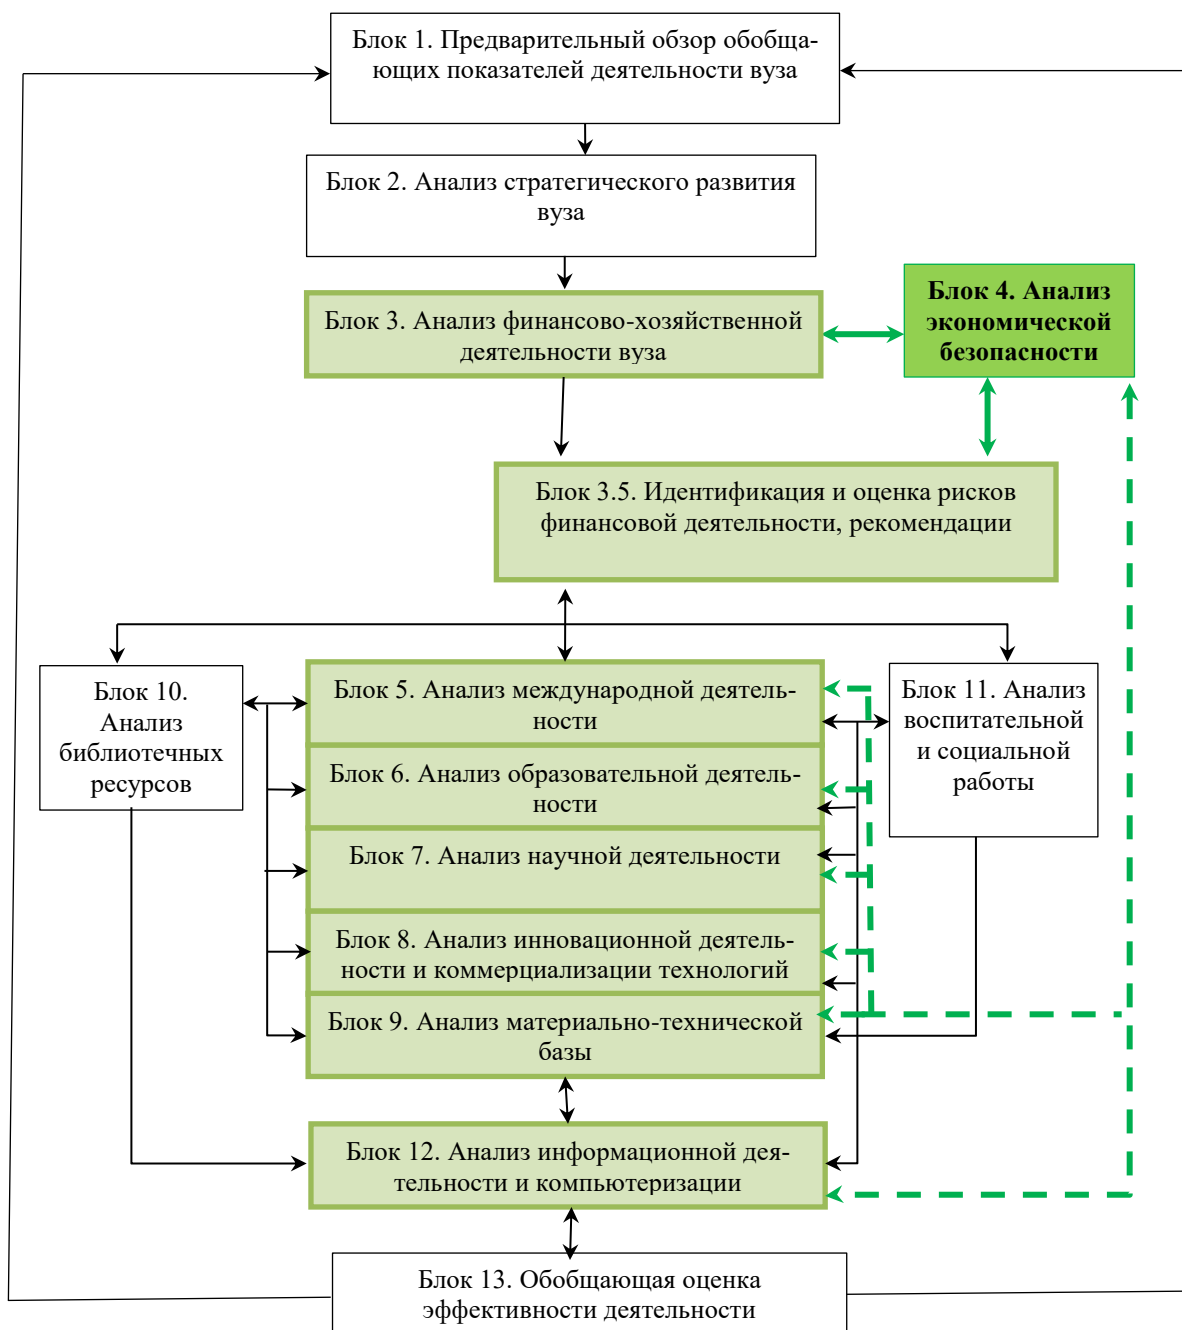 Блок 1. Предварительный обзор обобща-
ющих показателей деятельности вуза
Блок 2. Анализ стратегического развития
вуза
Блок 3. Анализ финансово-хозяйственной
деятельности вуза
Блок 4. Анализ
экономической
безопасности
Блок 3.5. Идентификация и оценка рисков
финансовой деятельности, рекомендации
Блок 10.
Анализ
библиотечных
ресурсов
Блок 5. Анализ международной деятель-
ности
Блок 6. Анализ образовательной деятель-
ности
Блок 7. Анализ научной деятельности
Блок 8. Анализ инновационной деятель-
ности и коммерциализации технологий
Блок 9. Анализ материально-технической
базы
Блок 11. Анализ
воспитательной
и социальной
работы
Блок 12. Анализ информационной дея-
тельности и компьютеризации
Блок 13. Обобщающая оценка
эффективности деятельности